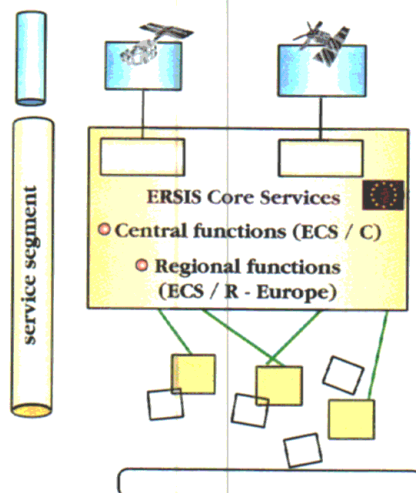 service segment
ERSIS Core Services
Central functions (ECS / C)
Regional functions
(ECS / R - Europe)